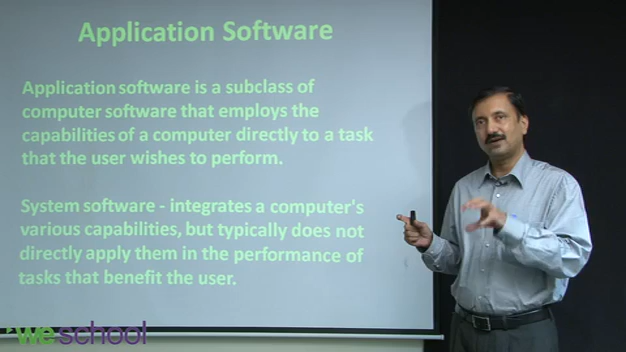 Application Software
Application software is a subclass of
computer software that employs the
capabilities of a computer directly to a task
that the user wishes to perform.
System software - integrates a computer's
various capabilities, but typically does not
directly apply them in the performance of
tasks that benefit the user.
weschool